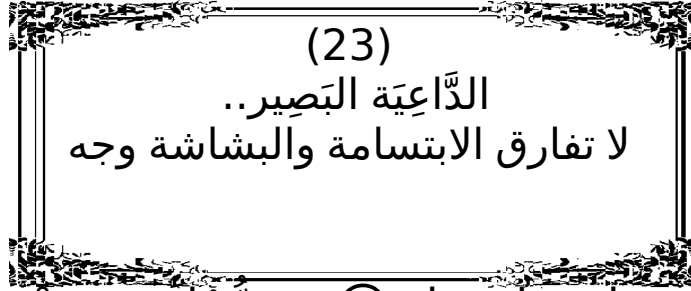 (23)
الدَّاعِيَة البَصِير..
لا تفارق الابتسامة والبشاشة وجه